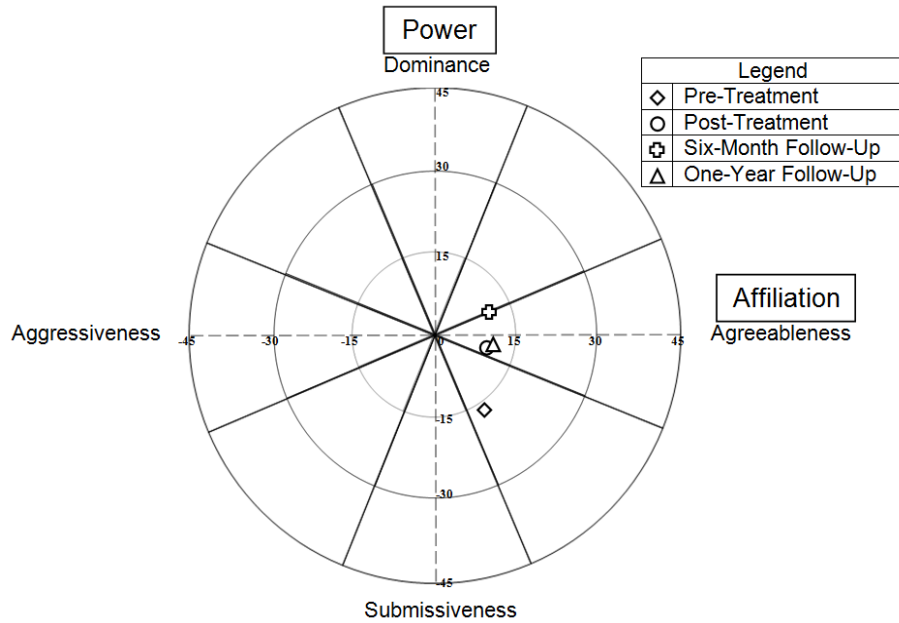 Power
Dominance
Legend
Pre-Treatment
Post-Treatment
Six-Month Follow-Up
One-Year Follow-Up
45
30
15
Affiliation
Aggressiveness
-45 -30 -15 0 15 30 45
Agreeableness
-15
-30
-45
Submissiveness